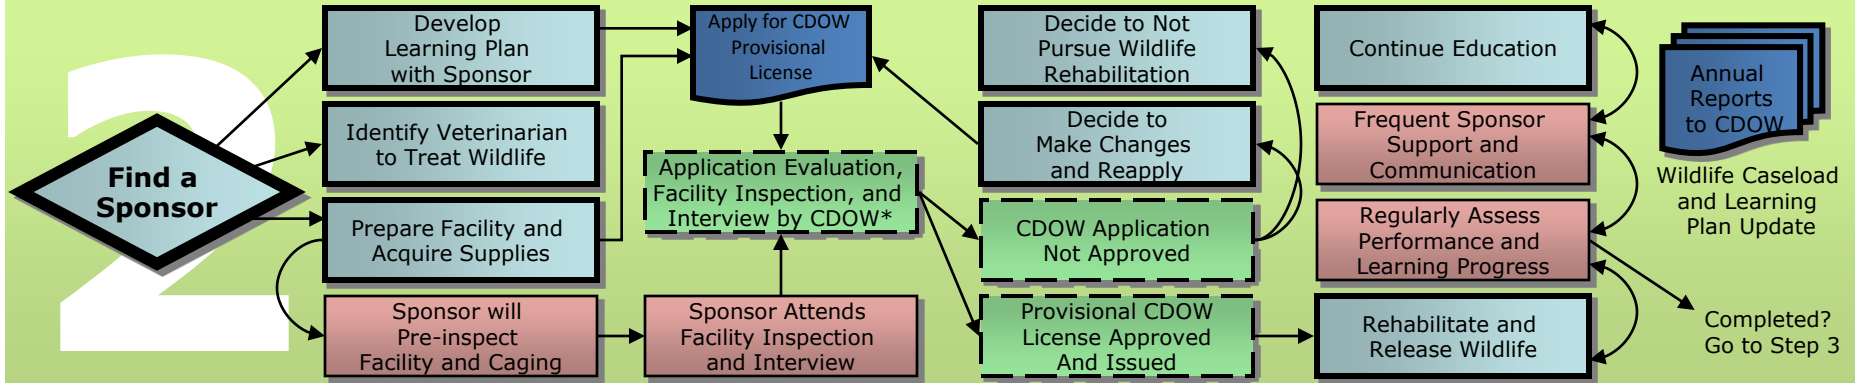 2
Find a
Sponsor
Develop
Learning Plan
with Sponsor
Identify Veterinarian
to Treat Wildlife
Prepare Facility and
Acquire Supplies
Sponsor will
Pre-inspect
Facility and Caging
Apply for CDOW
Provisional
License
Application Evaluation,
Facility Inspection, and
Interview by CDOW*
Sponsor Attends
Facility Inspection
and Interview
Decide to Not
Pursue Wildlife
Rehabilitation
Decide to
Make Changes
and Reapply
CDOW Application
Not Approved
Provisional CDOW
License Approved
And Issued
Continue Education
Frequent Sponsor
Support and
Communication
Regularly Assess
Performance and
Learning Progress
Rehabilitate and
Release Wildlife
Annual
Reports
to CDOW
Wildlife Caseload
and Learning
Plan Update
Completed?
Go to Step 3